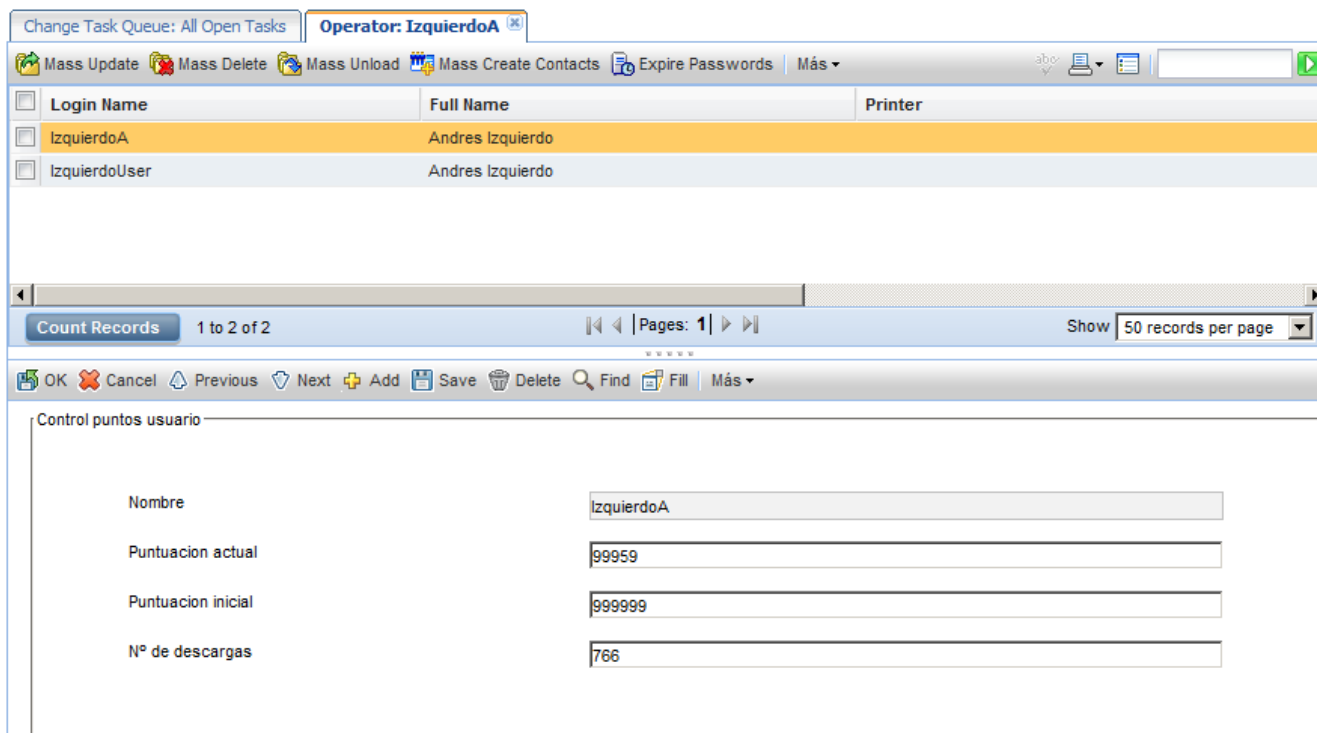 Change Task Queue: All Open Tasks Operator: IzquierdoA
Mass Update Mass Delete Mass Unload Mass Create Contacts Expire Passwords Más abc
Login Name Full Name Printer
IzquierdoA Andres Izquierdo
IzquierdoUser Andres Izquierdo
Count Records 1 to 2 of 2 Pages: 1 Show 50 records per page
OK Cancel Previous Next Add Save Delete Find Fill Más
Control puntos usuario
Nombre IzquierdoA
Puntuacion actual 99959
Puntuacion inicial 999999
Nº de descargas 766